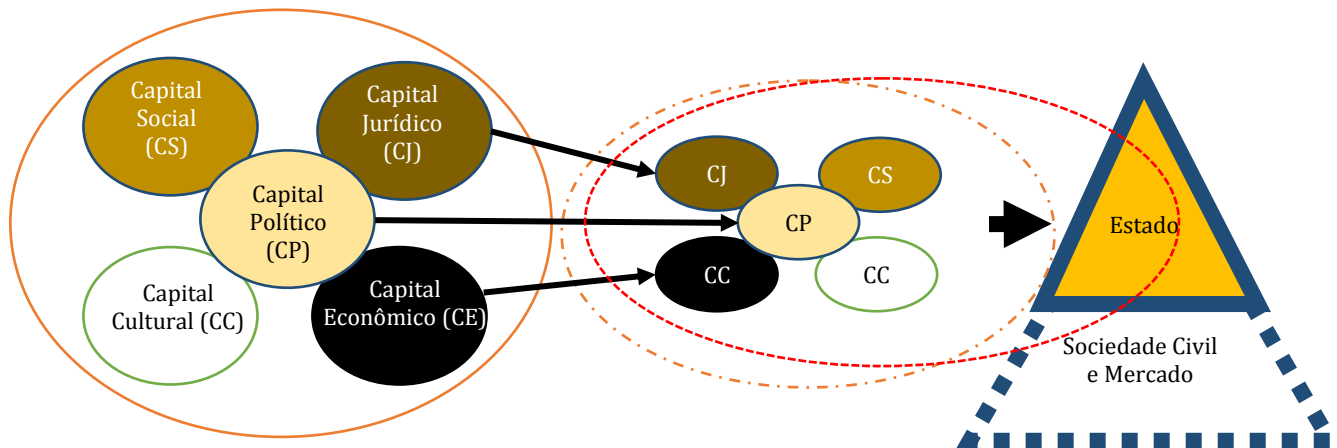 Capital
Social
(CS)
Capital
Jurídico
(CJ)
Capital
Político
(CP)
Capital
Cultural (CC)
Capital
Econômico (CE)
CJ
CS
CP
CC
CC
Estado
Sociedade Civil
e Mercado